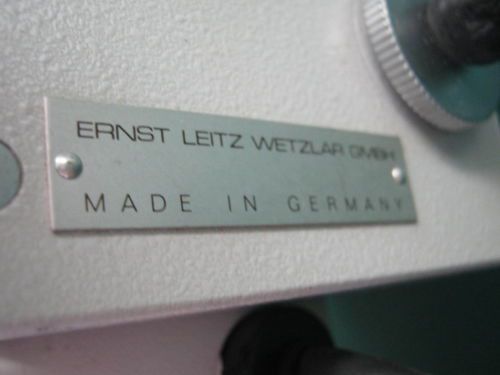 ERNST LEITZ WETZLAR GMBH
MADE IN GERMANY